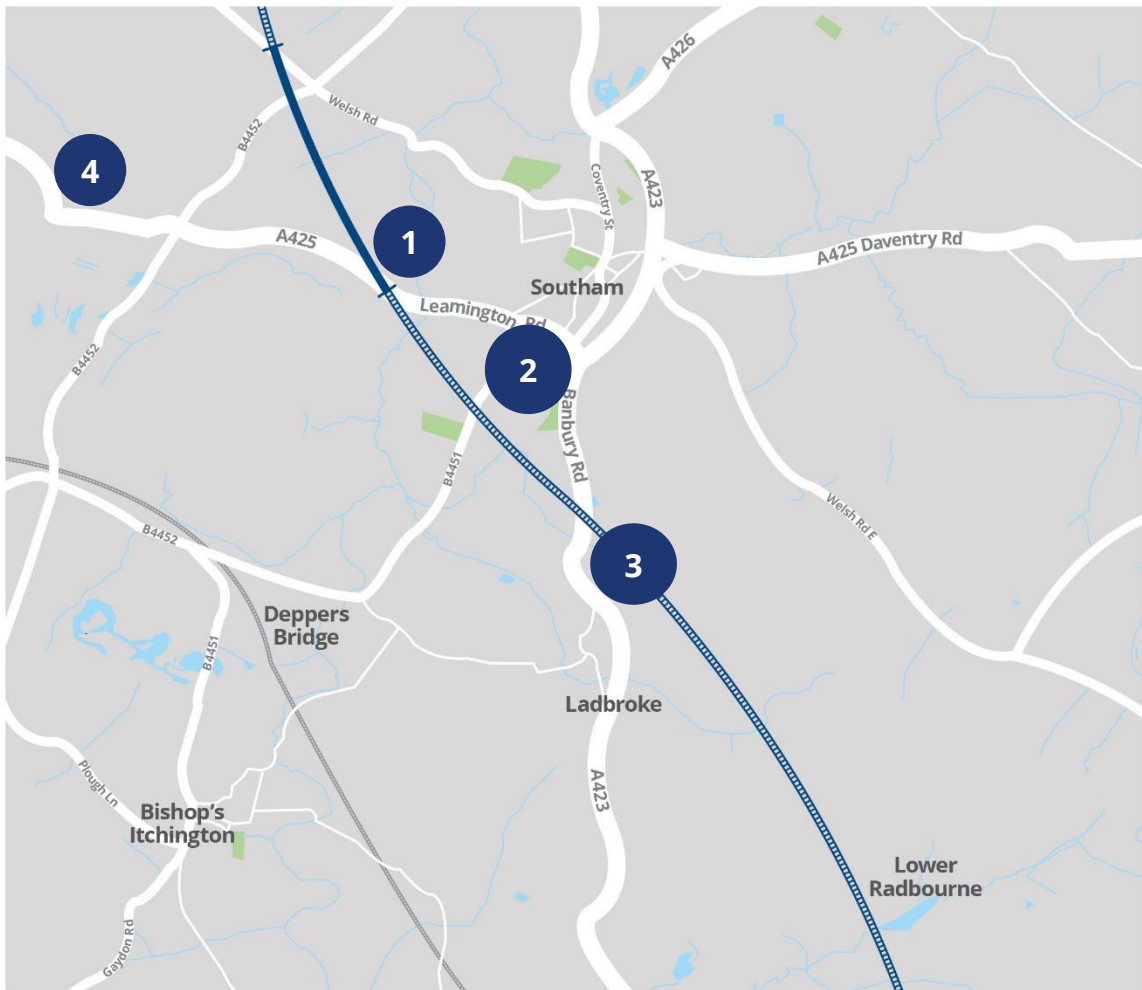 A426
Welsh Rd
B4452
4
Coventry St
A423
1
A425
A425 Daventry Rd
Southam
Leamington Rd
2
B4452
Banbury Rd
B4451
Welsh Rd E
B4452
3
Deppers
Bridge
B4451
Ladbroke
Plough Ln
A423
Bishop's
Itchington
Lower
Radbourne
Gaydon Rd